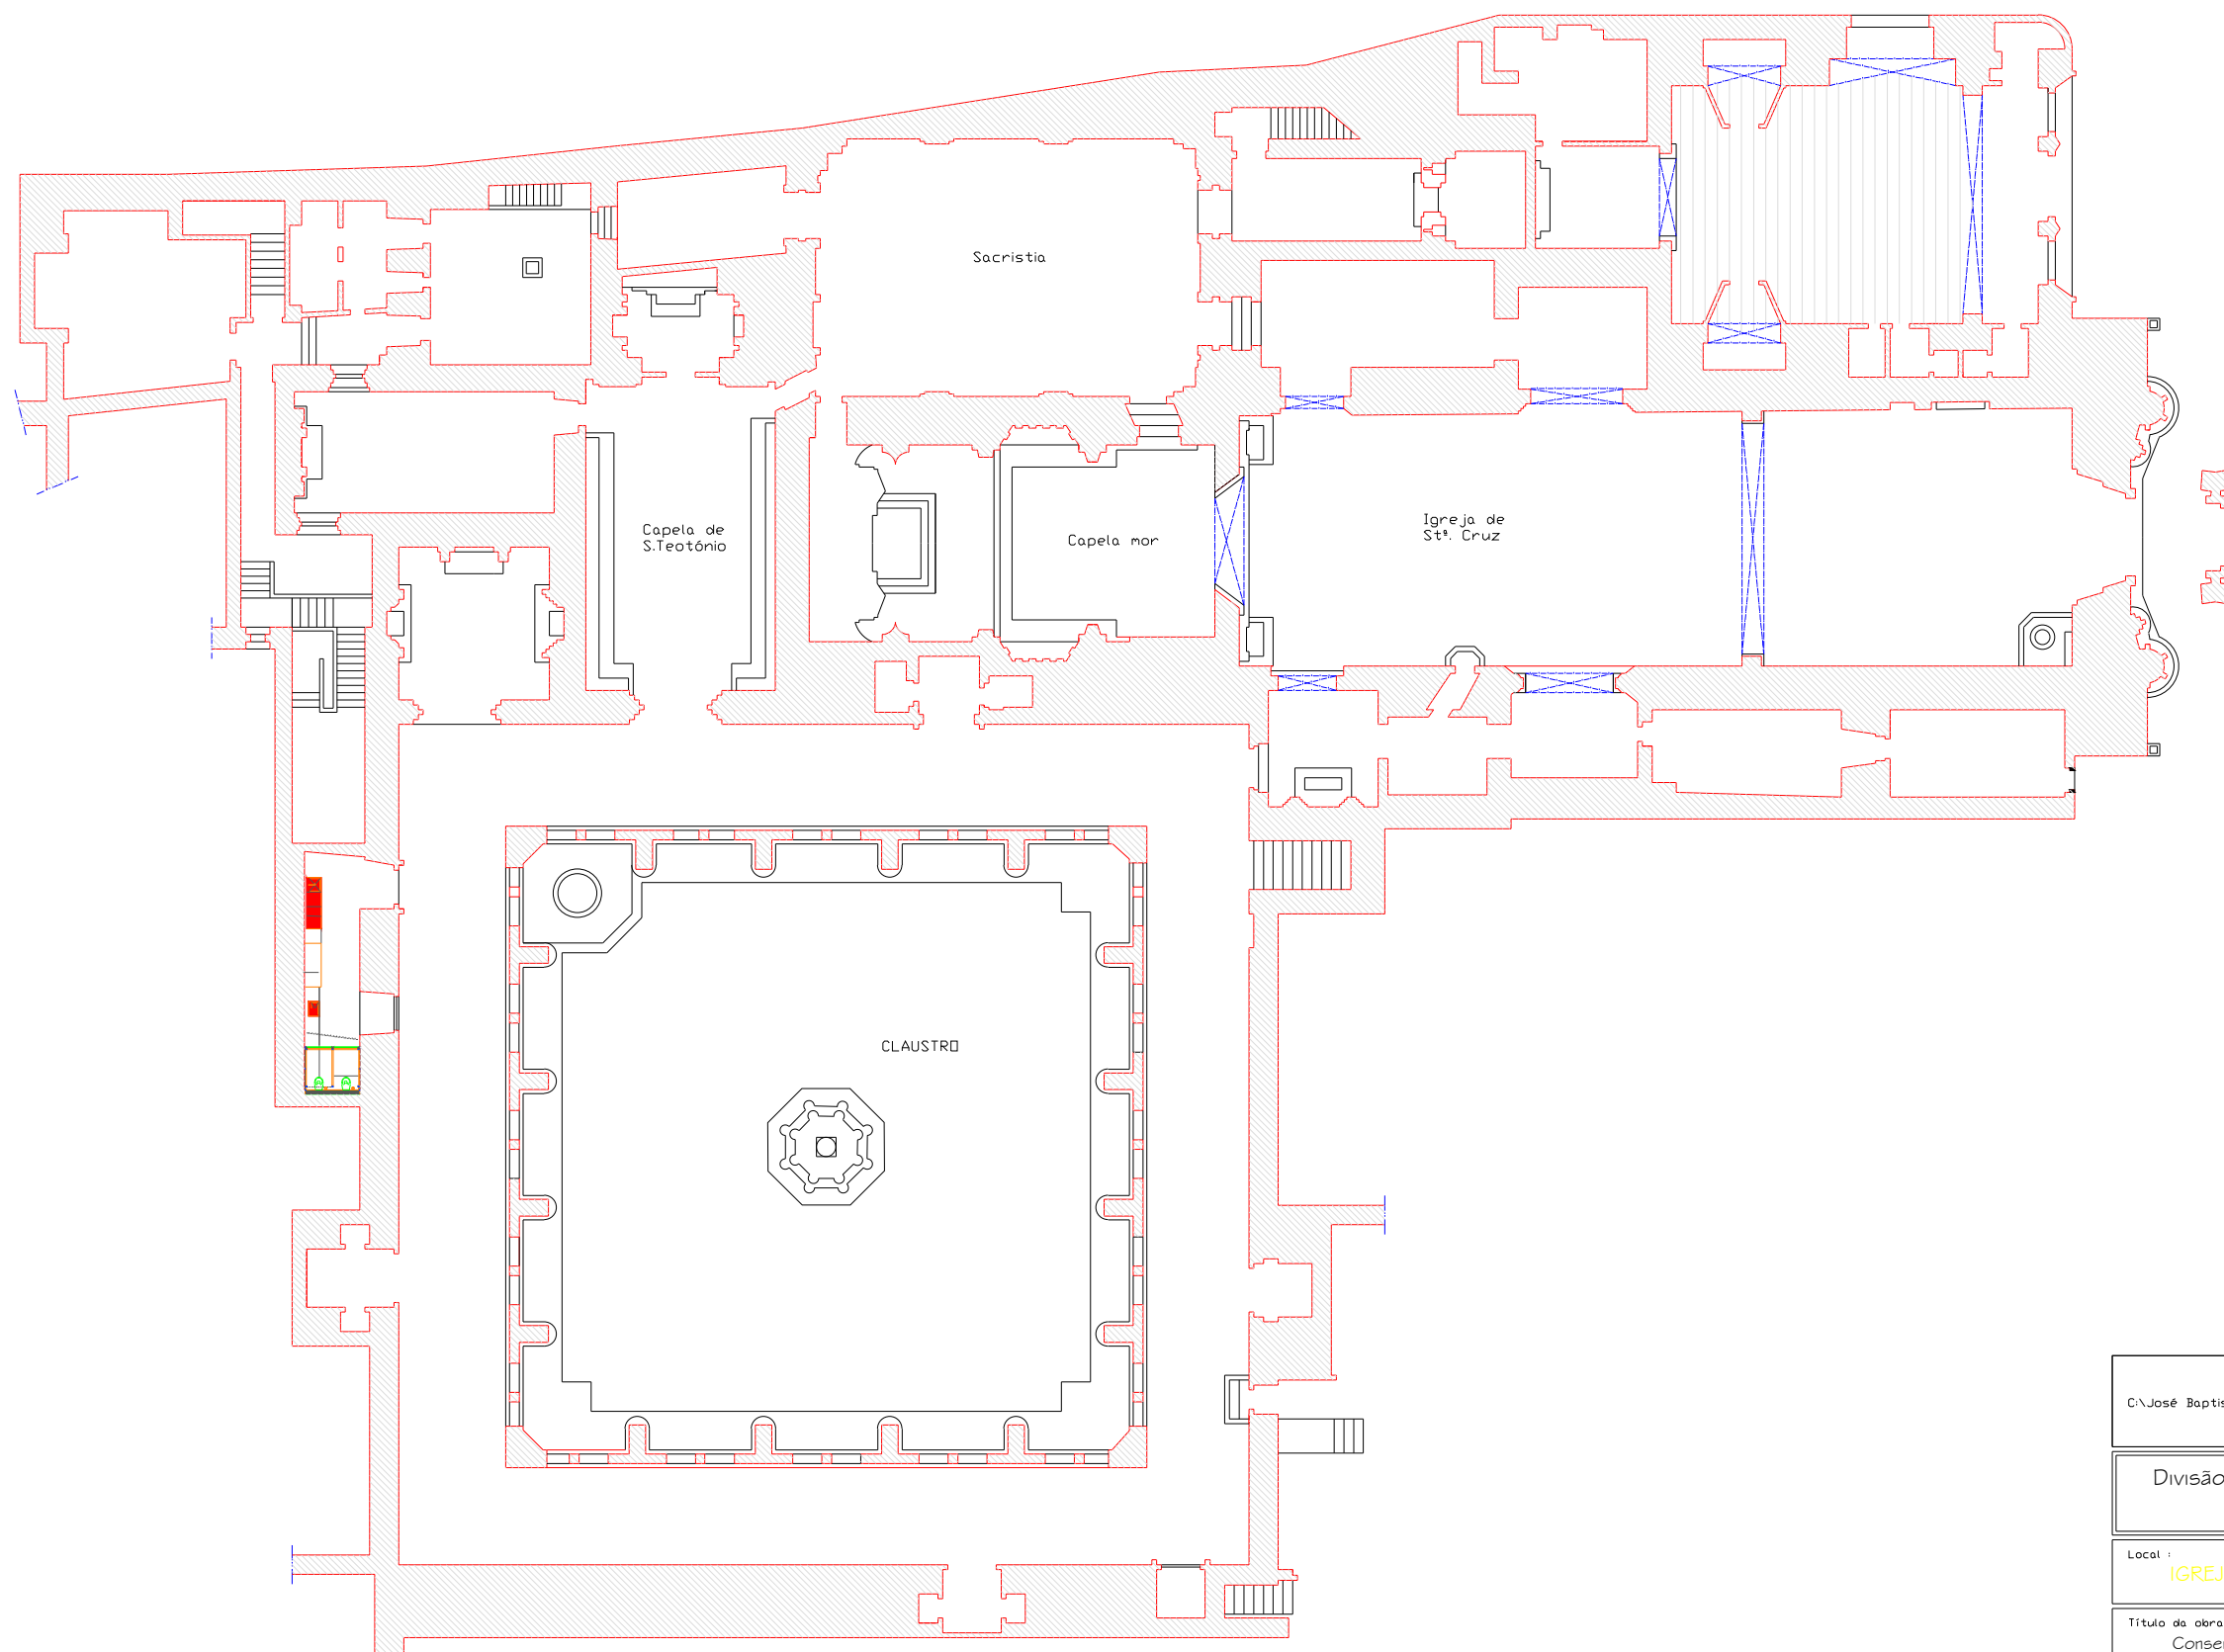 Sacristia
Capela de
S.Teotónio
Capela mor
Igreja de
Stª. Cruz
CLAUSTRO
C:\José Baptis
Divisão
Local :
IGREJ
Título da obra
Conse